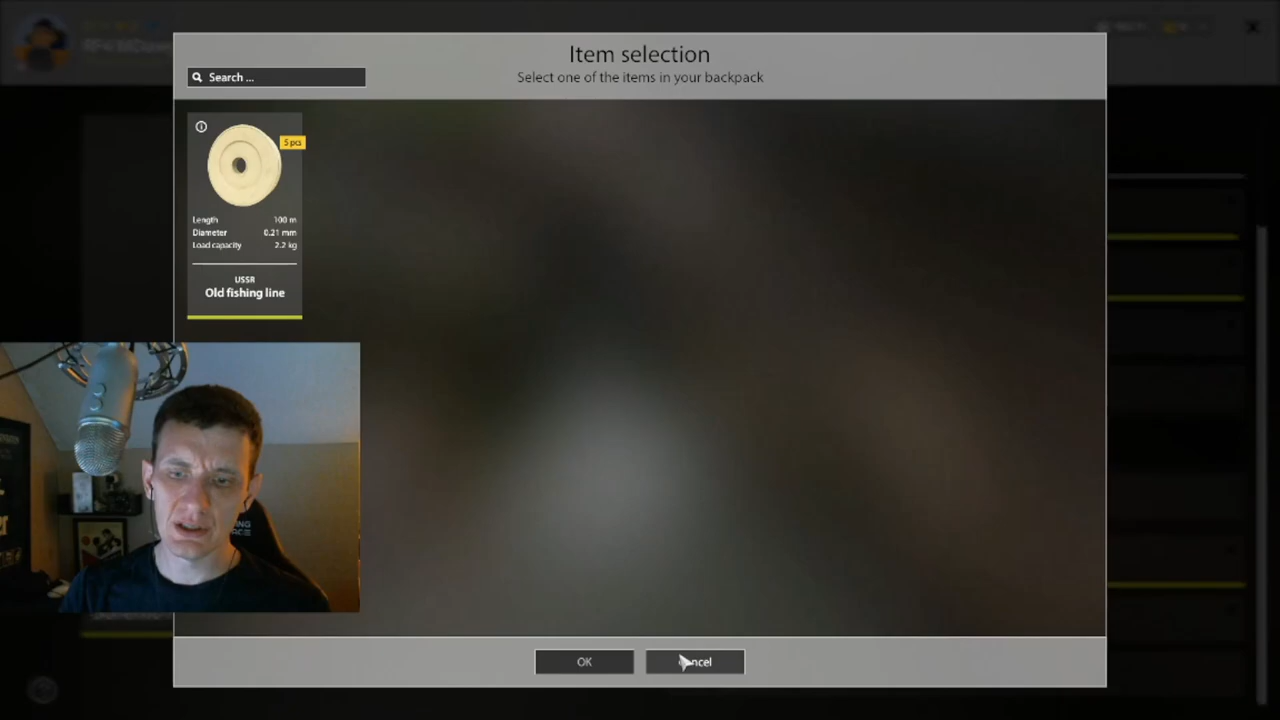 Item selection
Select one of the items in your backpack
Search ...
5 pcs
Length 100 m
Diameter 0.21 mm
Load capacity 2.2 kg
USSR
Old fishing line
OK